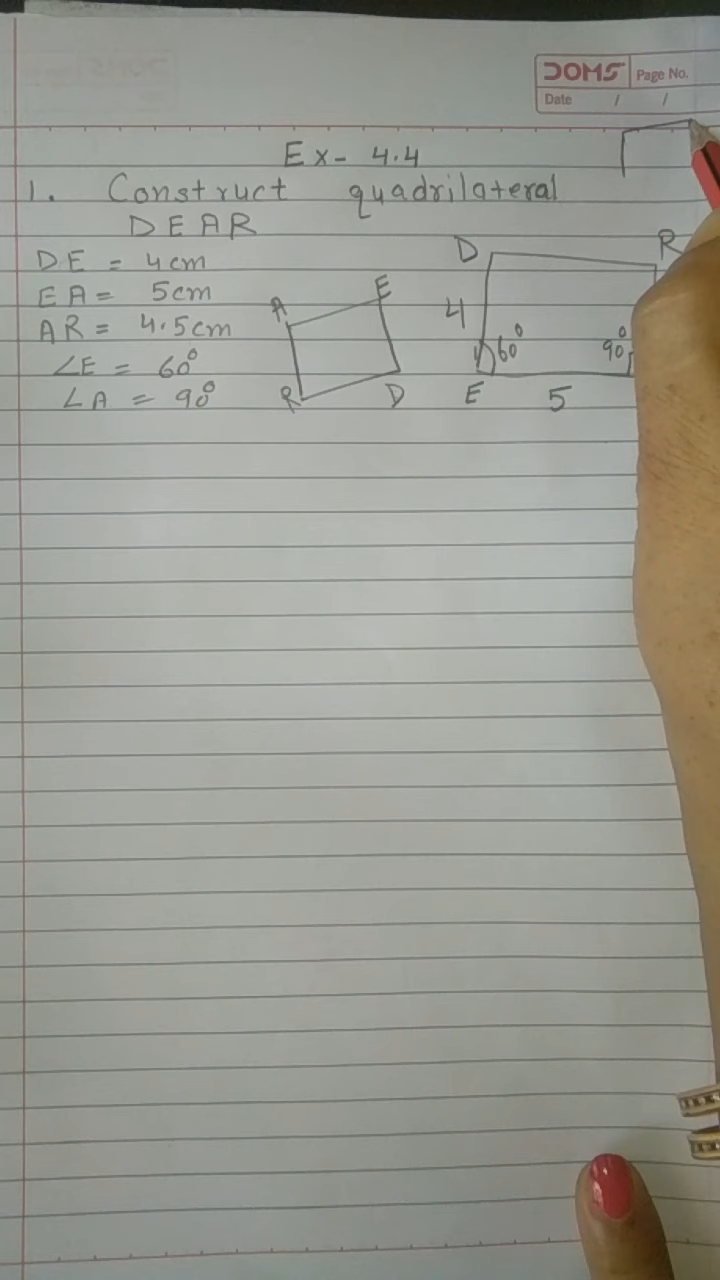 DOMS Page No.
Date / /
Ex- 4.4
1. Construct quadrilateral
DEAR
DE = 4cm
EA = 5cm
AR = 4.5cm
∠E = 60°
∠A = 90°
A E
R D
D R
4
60° 90°
E 5